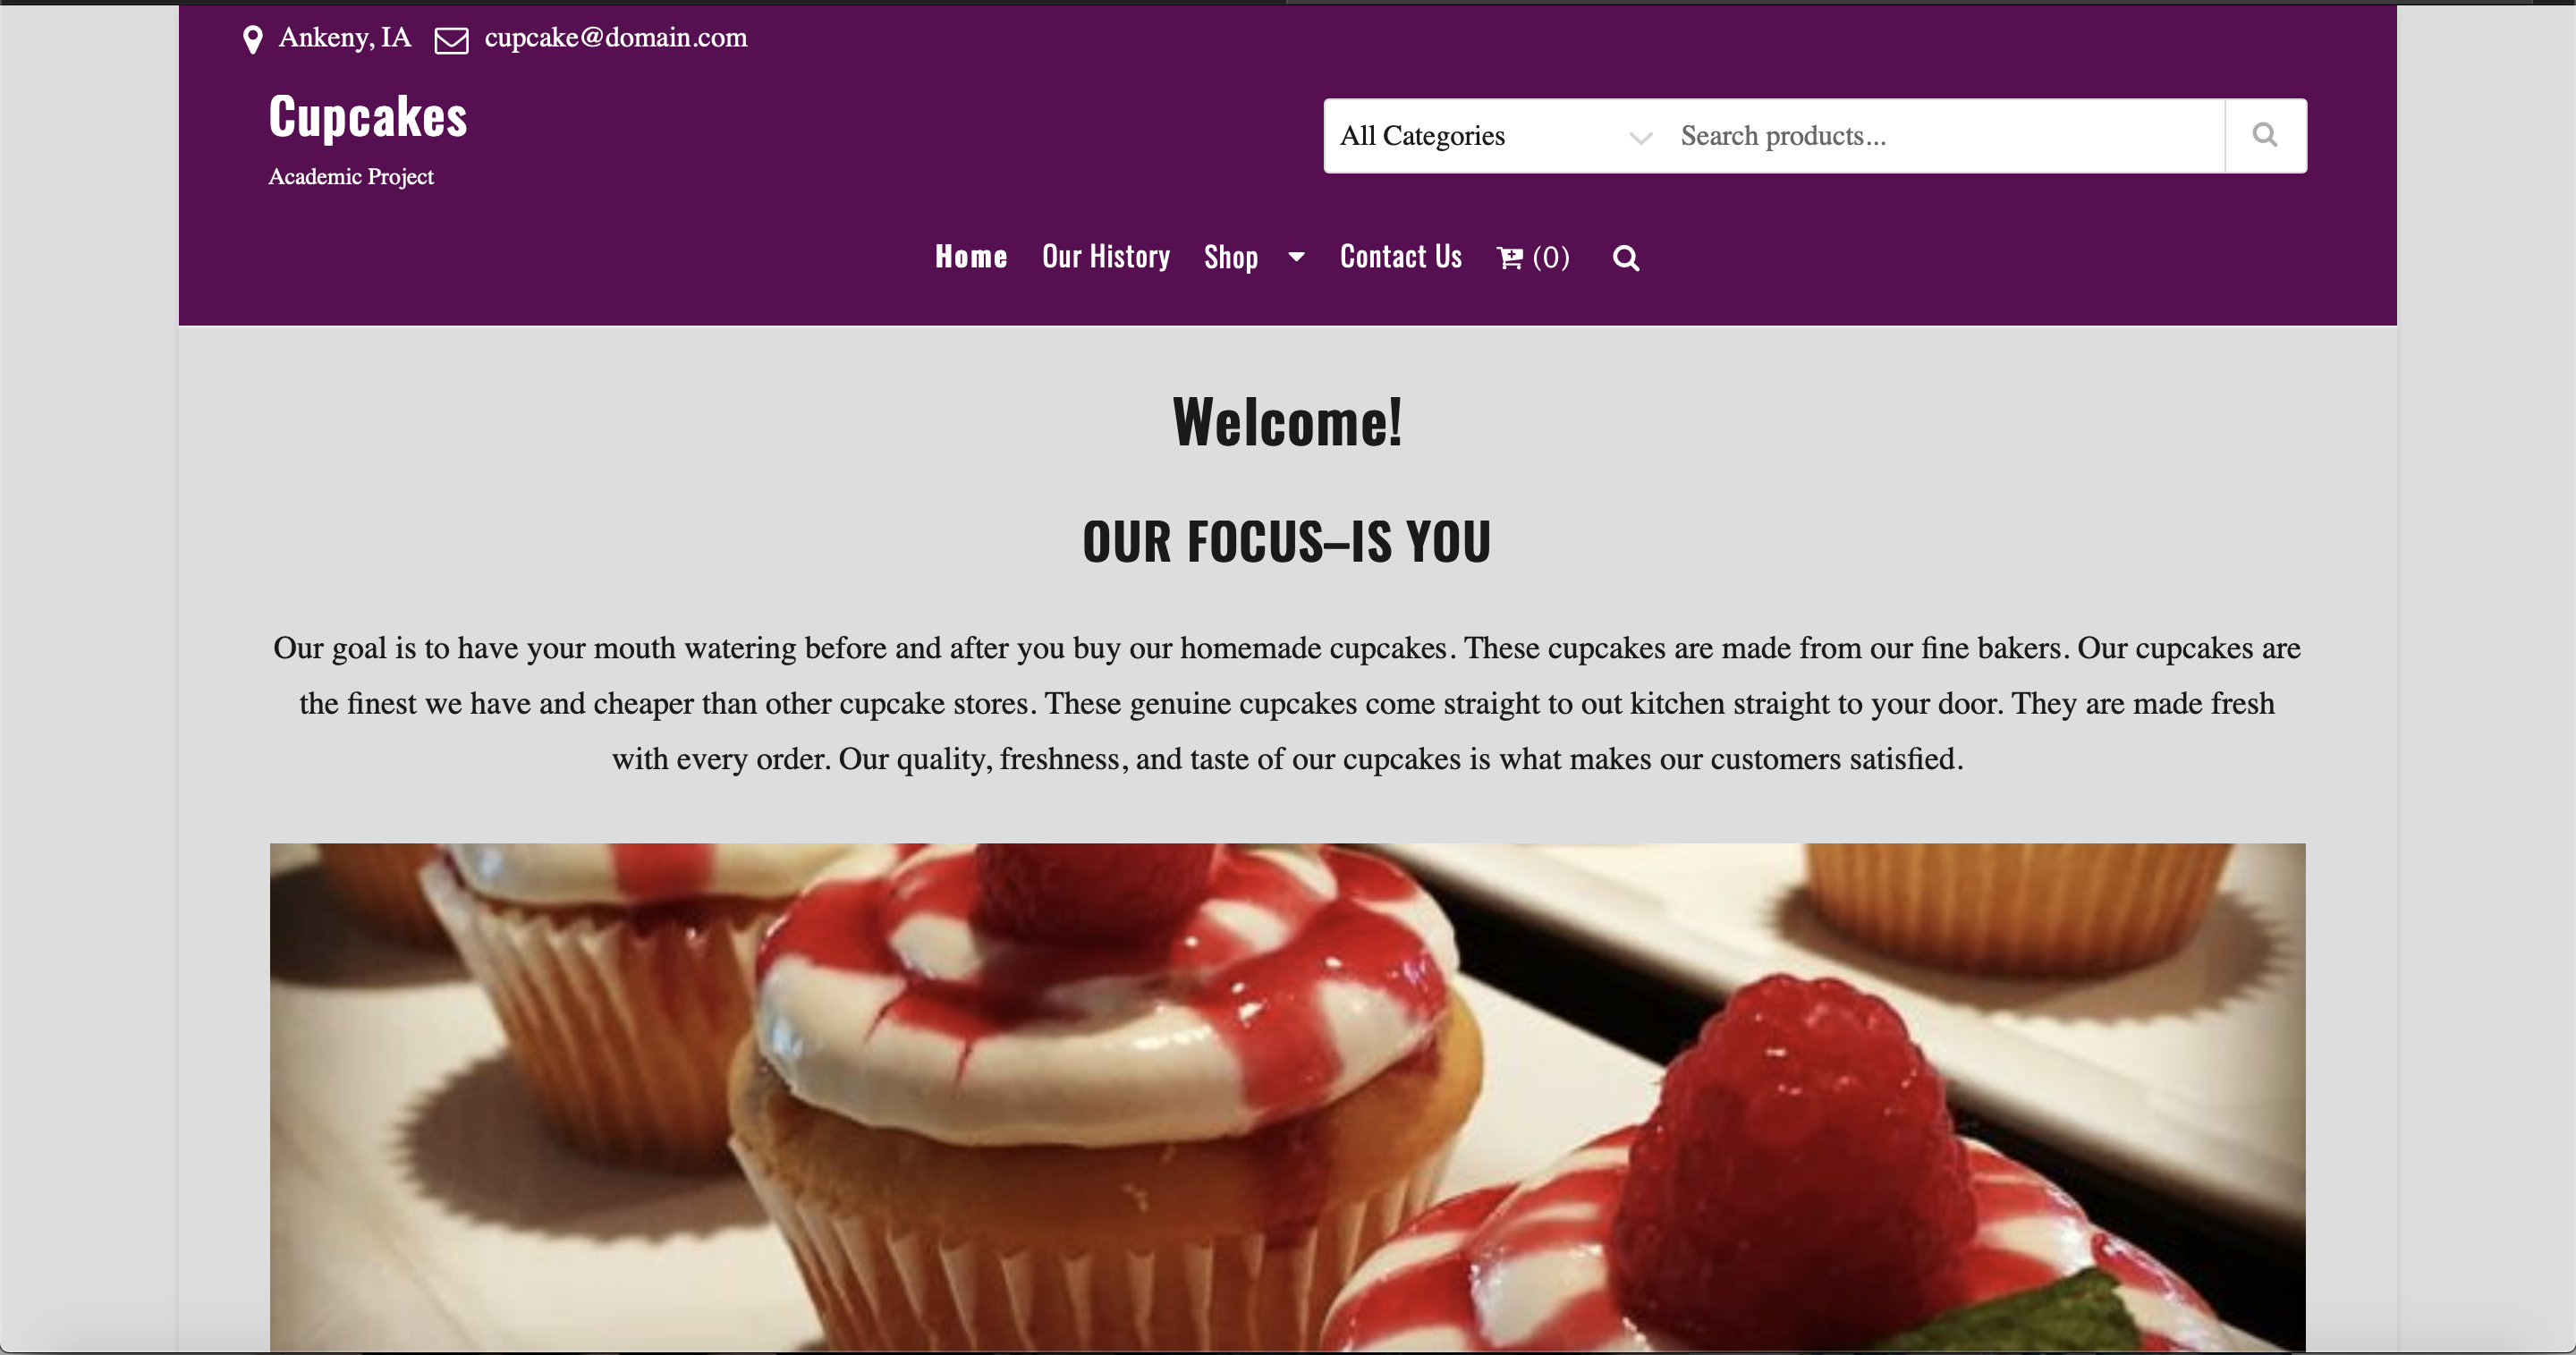 Ankeny, IA cupcake@domain.com
Cupcakes
Academic Project
All Categories Search products...
Home Our History Shop Contact Us (0)
Welcome!
OUR FOCUS–IS YOU
Our goal is to have your mouth watering before and after you buy our homemade cupcakes. These cupcakes are made from our fine bakers. Our cupcakes are
the finest we have and cheaper than other cupcake stores. These genuine cupcakes come straight to out kitchen straight to your door. They are made fresh
with every order. Our quality, freshness, and taste of our cupcakes is what makes our customers satisfied.